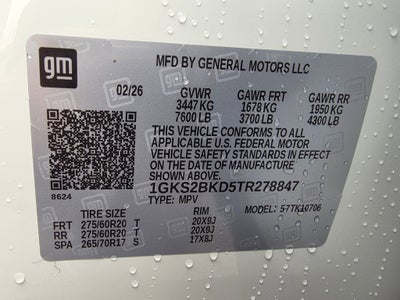 gm
MFD BY GENERAL MOTORS LLC
02/26 GVWR GAWR FRT GAWR RR
3447 KG 1678 KG 1950 KG
7600 LB 3700 LB 4300 LB
THIS VEHICLE CONFORMS TO ALL
APPLICABLE U.S. FEDERAL MOTOR
VEHICLE SAFETY STANDARDS IN EFFECT
ON THE DATE OF MANUFACTURE
SHOWN ABOVE.
1GKS2BKD5TR278847
8624
TYPE: MPV MODEL: TK10706
TIRE SIZE RIM
FRT 275/60R20 T 20X9J
RR 275/60R20 T 20X9J
SPA 265/70R17 S 17X8J